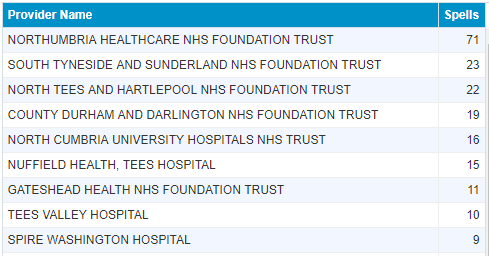 Provider Name Spells
NORTHUMBRIA HEALTHCARE NHS FOUNDATION TRUST 71
SOUTH TYNESIDE AND SUNDERLAND NHS FOUNDATION TRUST 23
NORTH TEES AND HARTLEPOOL NHS FOUNDATION TRUST 22
COUNTY DURHAM AND DARLINGTON NHS FOUNDATION TRUST 19
NORTH CUMBRIA UNIVERSITY HOSPITALS NHS TRUST 16
NUFFIELD HEALTH, TEES HOSPITAL 15
GATESHEAD HEALTH NHS FOUNDATION TRUST 11
TEES VALLEY HOSPITAL 10
SPIRE WASHINGTON HOSPITAL 9